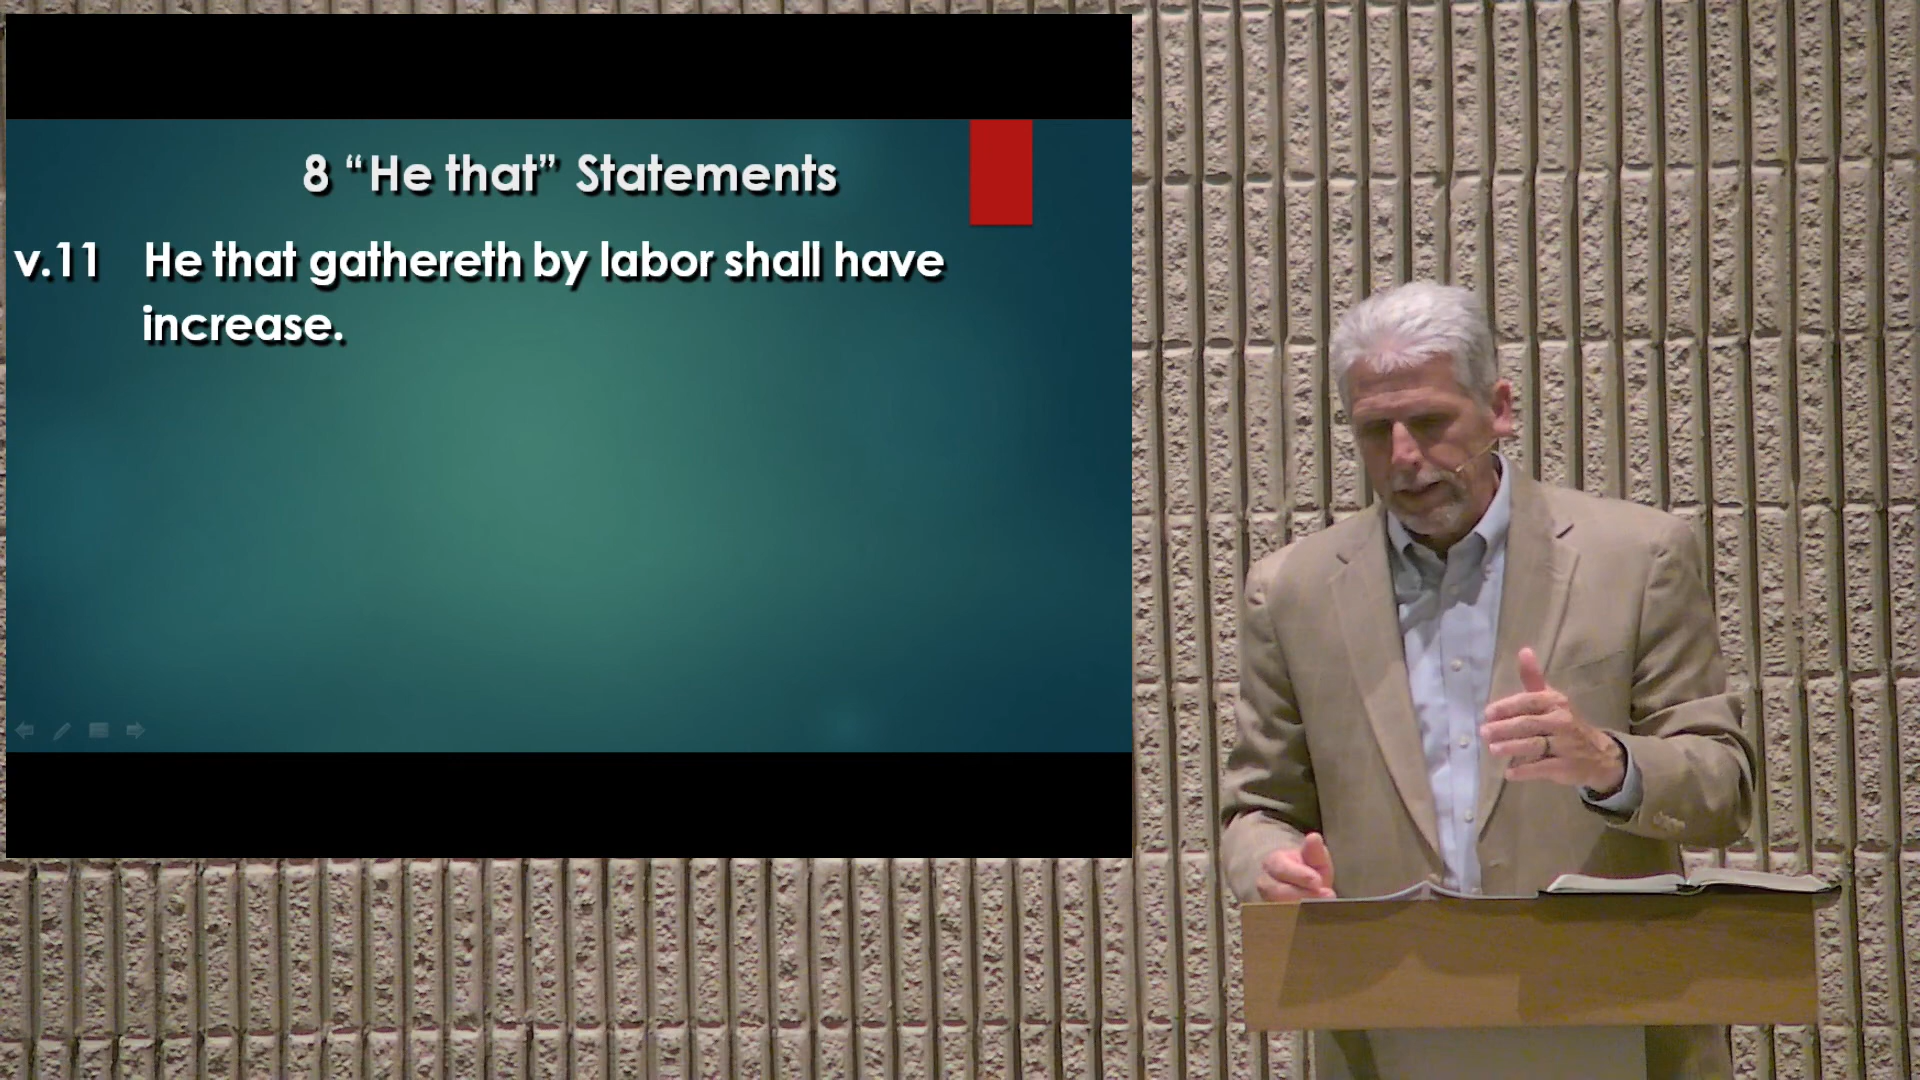 8 “He that” Statements
v.11 He that gathereth by labor shall have
increase.